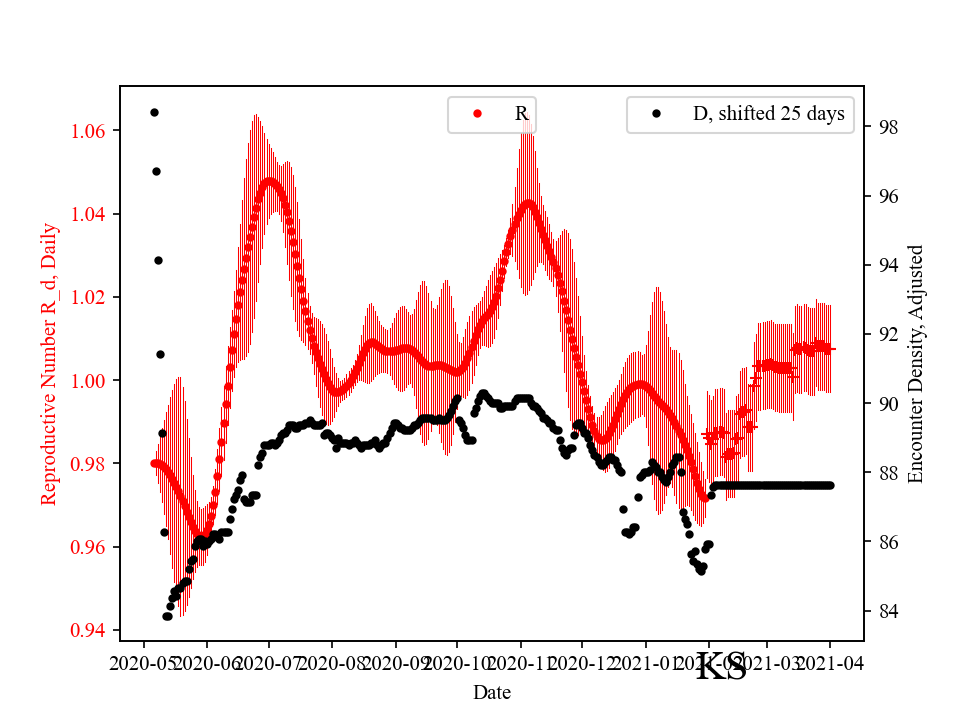 R
D, shifted 25 days
1.06
1.04
1.02
1.00
0.98
0.96
0.94
Reproductive Number R_d, Daily
98
96
94
92
90
88
86
84
Encounter Density, Adjusted
2020-05 2020-06 2020-07 2020-08 2020-09 2020-10 2020-11 2020-12 2021-01 2021-02 2021-03 2021-04
KS
Date